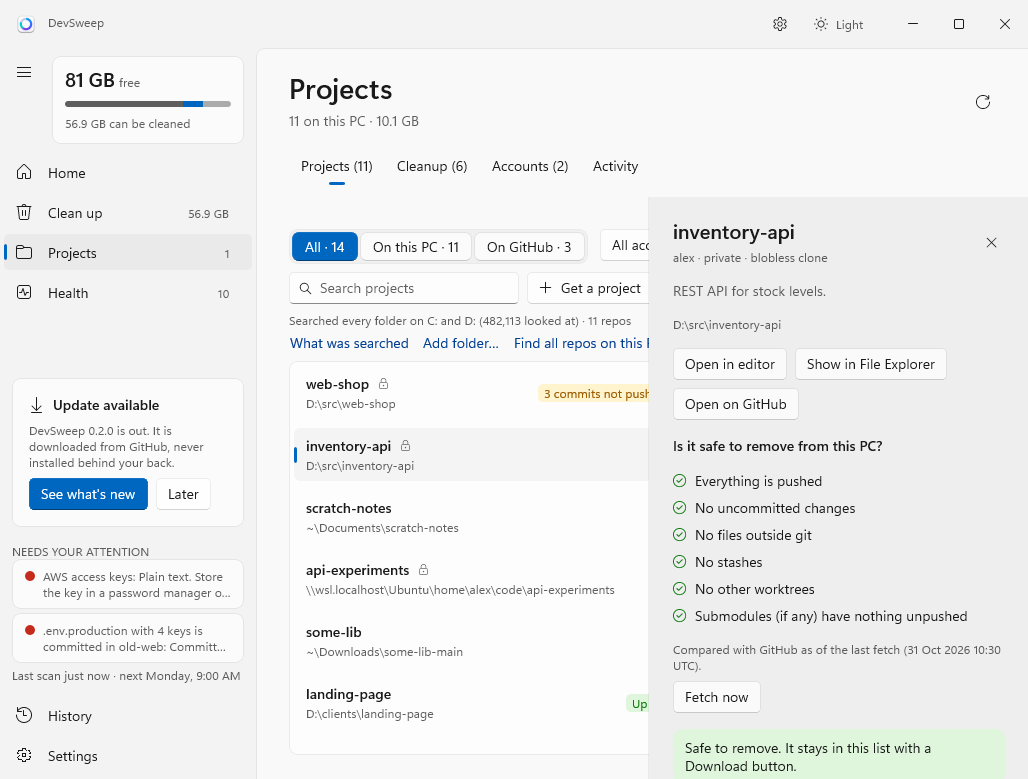 DevSweep
Light
81 GB free
56.9 GB can be cleaned
Home
Clean up 56.9 GB
Projects 1
Health 10
Update available
DevSweep 0.2.0 is out. It is
downloaded from GitHub, never
installed behind your back.
See what's new
Later
NEEDS YOUR ATTENTION
AWS access keys: Plain text. Store
the key in a password manager o...
.env.production with 4 keys is
committed in old-web: Committ...
Last scan just now · next Monday, 9:00 AM
History
Settings
Projects
11 on this PC · 10.1 GB
Projects (11)
Cleanup (6)
Accounts (2)
Activity
All · 14
On this PC · 11
On GitHub · 3
All acc
Search projects
Get a project
Searched every folder on C: and D: (482,113 looked at) · 11 repos
What was searched
Add folder...
Find all repos on this
web-shop
D:\src\web-shop
3 commits not push
inventory-api
D:\src\inventory-api
scratch-notes
~\Documents\scratch-notes
api-experiments
\\wsl.localhost\Ubuntu\home\alex\code\api-experiments
some-lib
~\Downloads\some-lib-main
landing-page
D:\clients\landing-page
Up
inventory-api
alex · private · blobless clone
REST API for stock levels.
D:\src\inventory-api
Open in editor
Show in File Explorer
Open on GitHub
Is it safe to remove from this PC?
Everything is pushed
No uncommitted changes
No files outside git
No stashes
No other worktrees
Submodules (if any) have nothing unpushed
Compared with GitHub as of the last fetch (31 Oct 2026 10:30
UTC).
Fetch now
Safe to remove. It stays in this list with a
Download button.